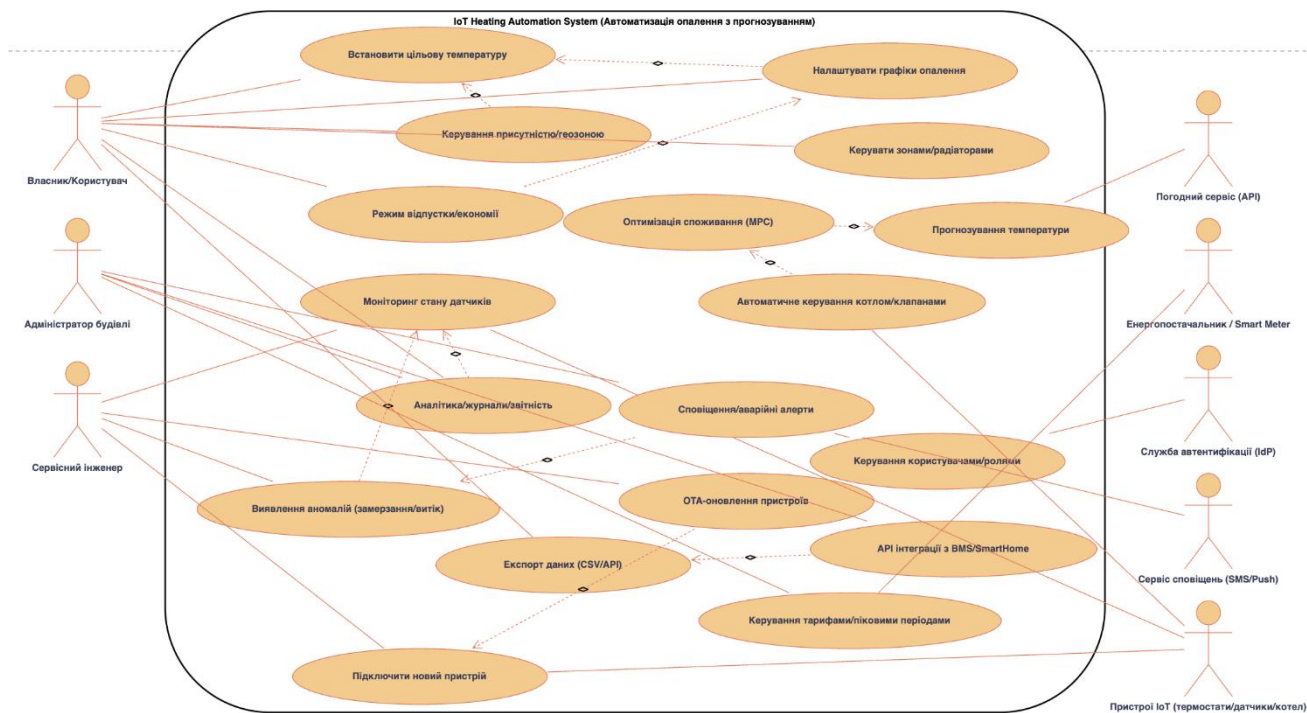 IoT Heating Automation System (Автоматизація опалення з прогнозуванням)
Встановити цільову температуру
Налаштувати графіки опалення
Керування присутністю/геозоною
Керувати зонами/радіаторами
Власник/Користувач
Погодний сервіс (API)
Режим відпустки/економії
Оптимізація споживання (MPC)
Прогнозування температури
Моніторинг стану датчиків
Автоматичне керування котлом/клапанами
Адміністратор будівлі
Енергопостачальник / Smart Meter
Аналітика/журнали/звітність
Сповіщення/аварійні алерти
Сервісний інженер
Керування користувачами/ролями
Служба автентифікації (IdP)
Виявлення аномалій (замерзання/витік)
ОТА-оновлення пристроїв
API інтеграції з BMS/SmartHome
Експорт даних (CSV/API)
Сервіс сповіщень (SMS/Push)
Керування тарифами/піковими періодами
Підключити новий пристрій
Пристрої IoT (термостати/датчики/котел)